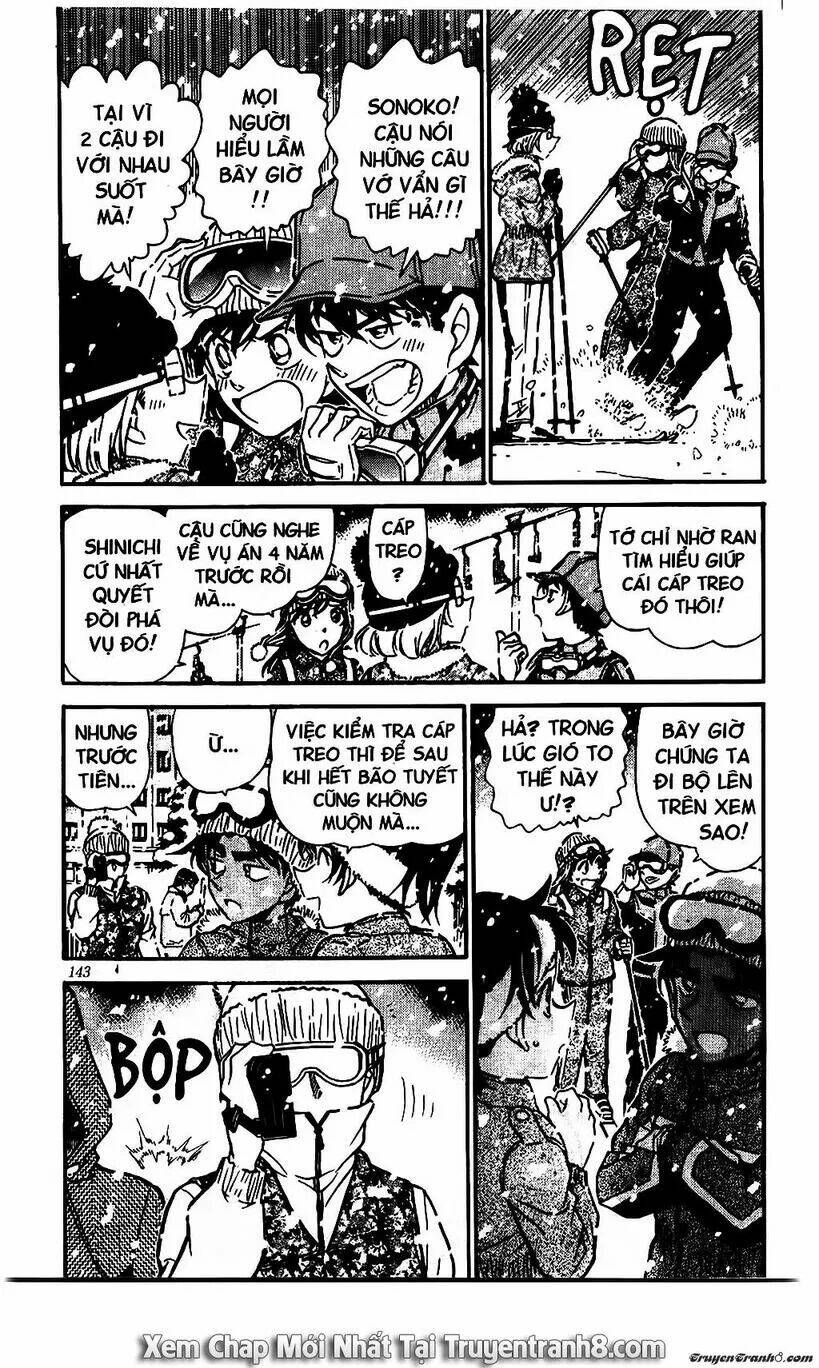 RẸT
SONOKO!
CẬU NÓI
NHỮNG CÂU
VỚ VẨN GÌ
THẾ HẢ!!!
MỌI
NGƯỜI
HIỂU LẦM
BÂY GIỜ
!!
TẠI VÌ
2 CẬU ĐI
VỚI NHAU
SUỐT
MÀ!
TỚ CHỈ NHỜ RAN
TÌM HIỂU GIÚP
CÁI CÁP TREO
ĐÓ THÔI!
CÁP
TREO
?
CẬU CŨNG NGHE
VỀ VỤ ÁN 4 NĂM
TRƯỚC RỒI
MÀ...
SHINICHI
CỨ NHẤT
QUYẾT
ĐÒI PHÁ
VỤ ĐÓ!
BÂY GIỜ
CHÚNG TA
ĐI BỘ LÊN
TRÊN XEM
SAO!
HẢ? TRONG
LÚC GIÓ TO
THẾ NÀY
Ư!?
VIỆC KIỂM TRA CÁP
TREO THÌ ĐỂ SAU
KHI HẾT BÃO TUYẾT
CŨNG KHÔNG
MUỘN MÀ...
Ừ...
NHƯNG
TRƯỚC
TIÊN...
143
BỘP
Xem Chap Mới Nhất Tại Truyentranh8.com
TruyenTranh8.com